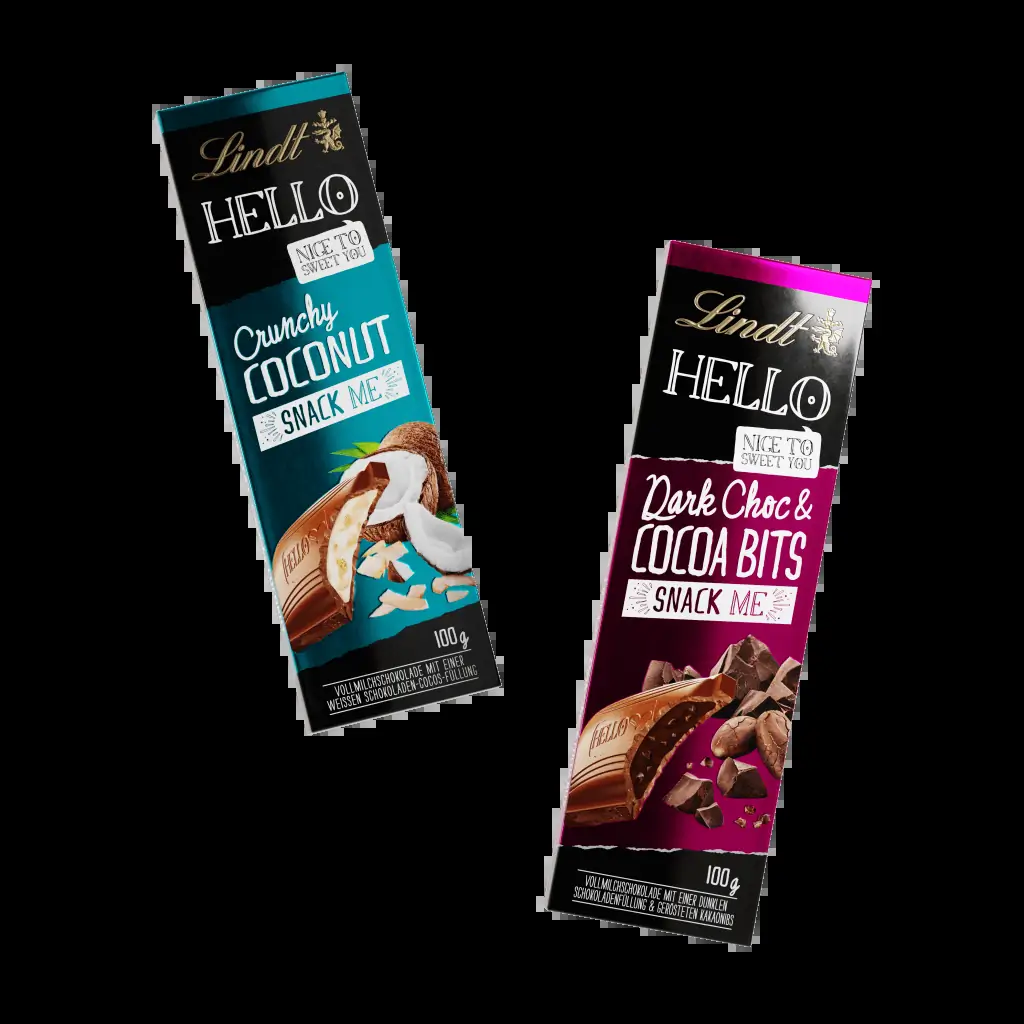 Lindt
HELLO
NICE TO
SWEET YOU
Crunchy
COCONUT
SNACK ME
HELLO
100g
VOLLMILCHSCHOKOLADE MIT EINER
WEISSEN SCHOKOLADEN-COCOS-FÜLLUNG
Lindt
HELLO
NICE TO
SWEET YOU
Dark Choc &
COCOA BITS
SNACK ME
HELLO
100g
VOLLMILCHSCHOKOLADE MIT EINER DUNKLEN
SCHOKOLADENFÜLLUNG & GERÖSTETEN KAKAONIBS